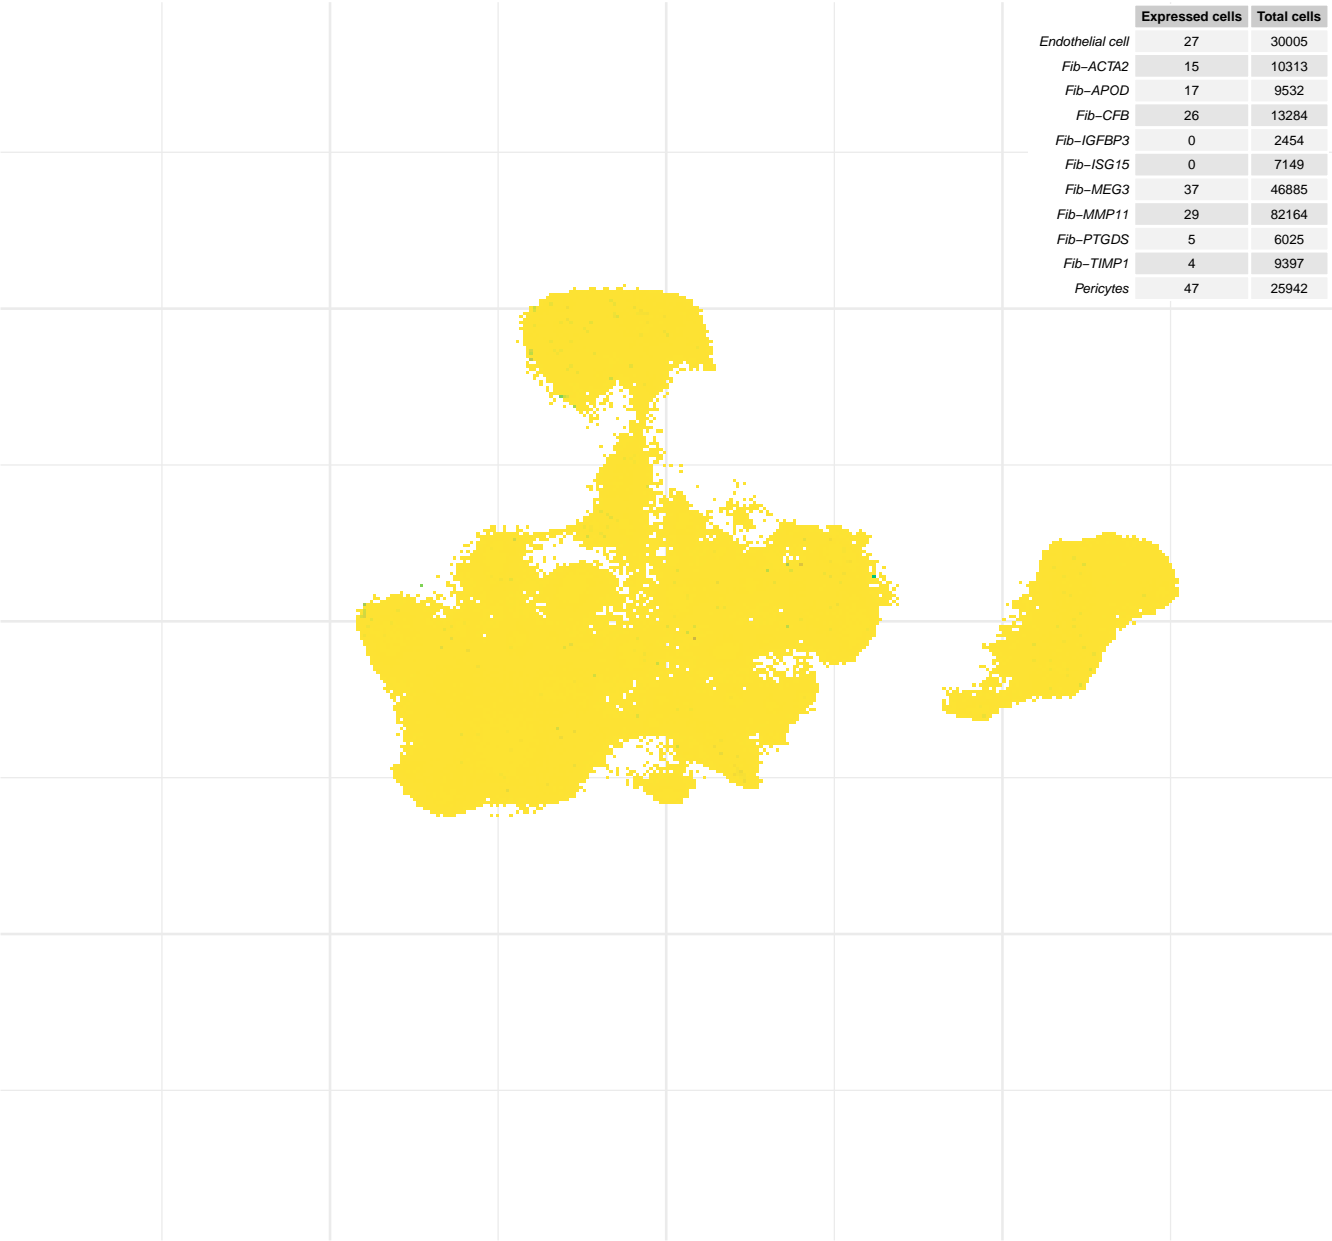 Expressed cells Total cells
Endothelial cell 27 30005
Fib−ACTA2 15 10313
Fib−APOD 17 9532
Fib−CFB 26 13284
Fib−IGFBP3 0 2454
Fib−ISG15 0 7149
Fib−MEG3 37 46885
Fib−MMP11 29 82164
Fib−PTGDS 5 6025
Fib−TIMP1 4 9397
Pericytes 47 25942